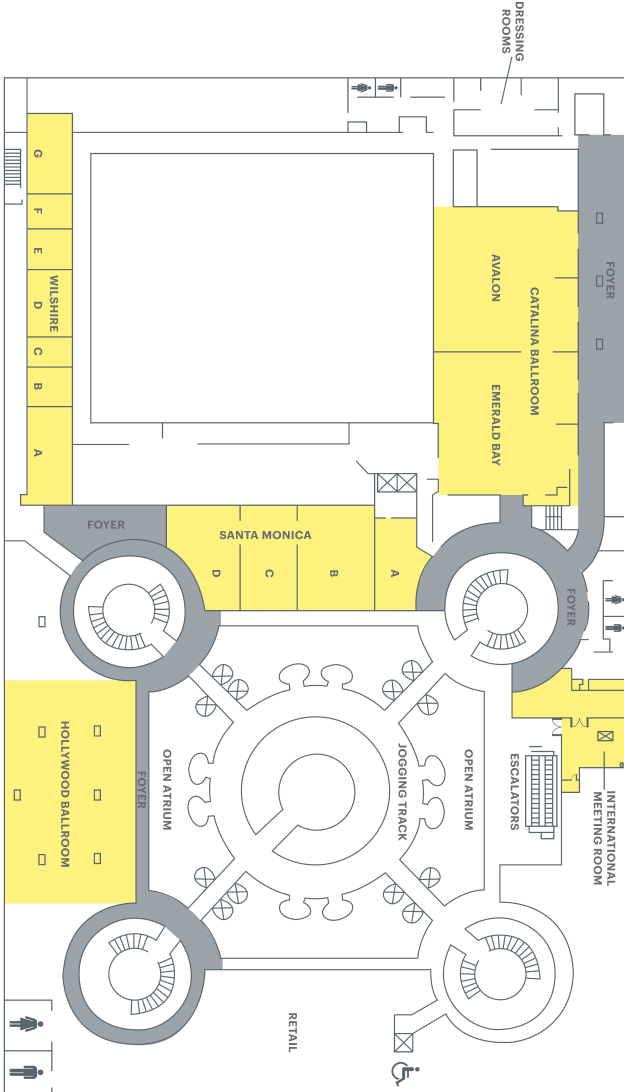 DRESSING
ROOMS
FOYER
AVALON
CATALINA BALLROOM
EMERALD BAY
G
F
E
D
C
B
A
WILSHIRE
FOYER
SANTA MONICA
D
C
B
A
FOYER
HOLLYWOOD BALLROOM
FOYER
OPEN ATRIUM
JOGGING TRACK
OPEN ATRIUM
ESCALATORS
INTERNATIONAL
MEETING ROOM
RETAIL